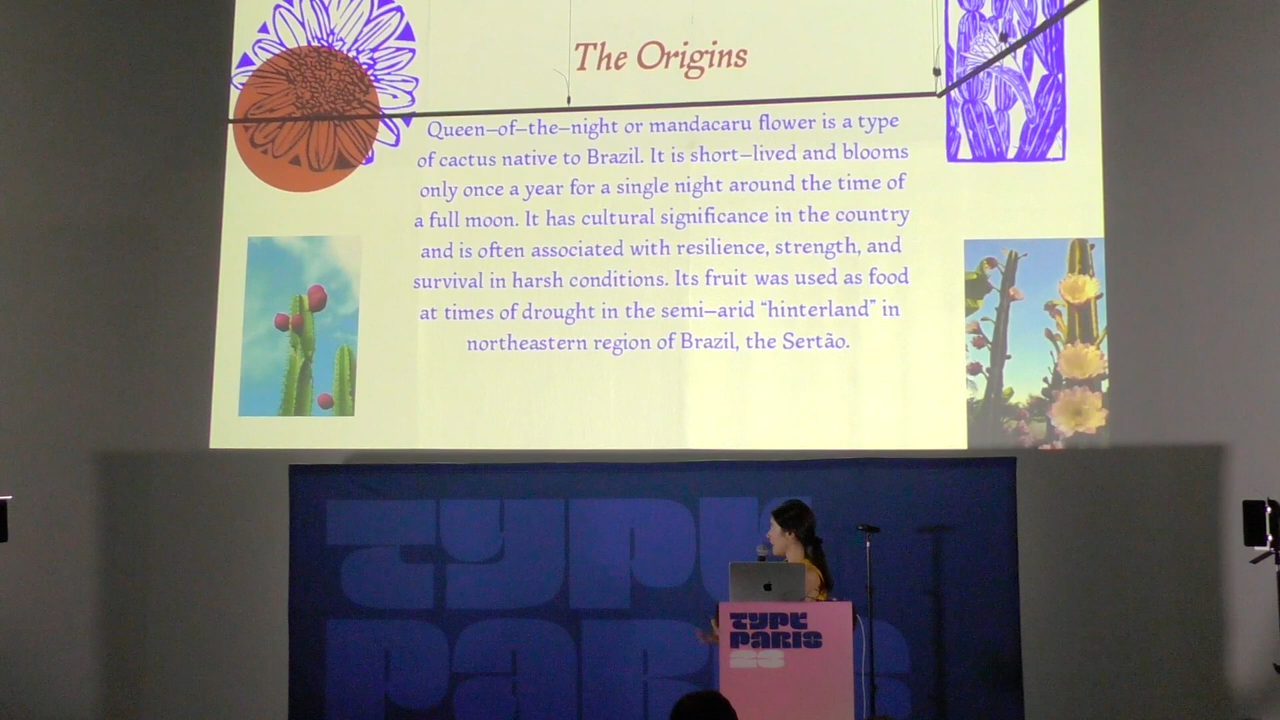 The Origins
Queen–of–the–night or mandacaru flower is a type
of cactus native to Brazil. It is short–lived and blooms
only once a year for a single night around the time of
a full moon. It has cultural significance in the country
and is often associated with resilience, strength, and
survival in harsh conditions. Its fruit was used as food
at times of drought in the semi–arid “hinterland” in
northeastern region of Brazil, the Sertão.
TYPE
PARIS
TYPE
PARIS